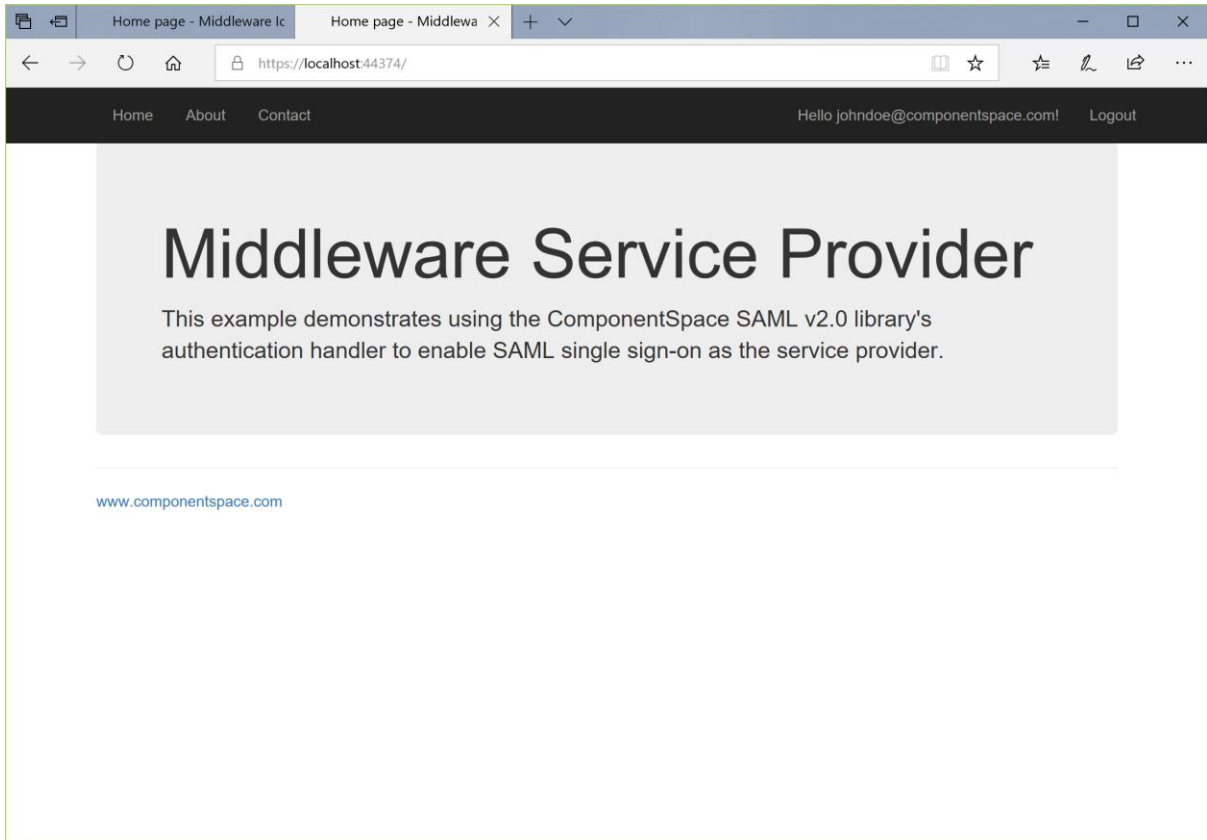 Home page - Middleware Ic
Home page - Middlewa
https://localhost:44374/
Home About Contact Hello johndoe@componentspace.com! Logout
Middleware Service Provider
This example demonstrates using the ComponentSpace SAML v2.0 library's
authentication handler to enable SAML single sign-on as the service provider.
www.componentspace.com